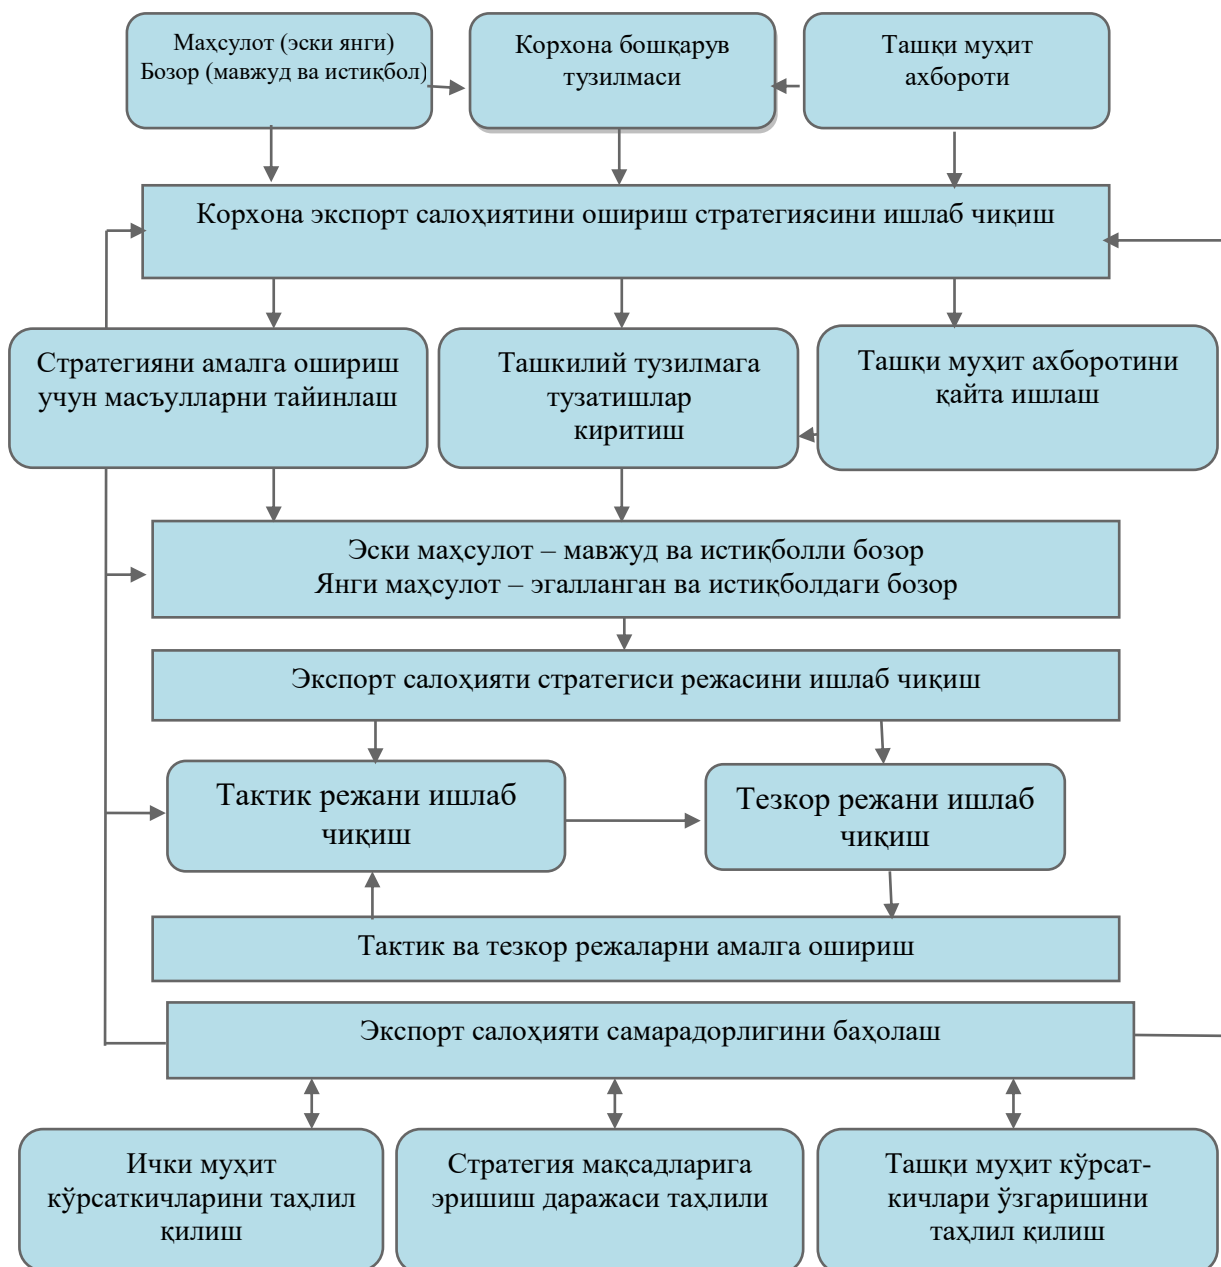 Маҳсулот (эски янги)
Бозор (мавжуд ва истиқбол)
Корхона бошқарув
тузилмаси
Ташқи муҳит
ахбороти
Корхона экспорт салоҳиятини ошириш стратегиясини ишлаб чиқиш
Стратегияни амалга ошириш
учун масъулларни тайинлаш
Ташкилий тузилмага
тузатишлар
киритиш
Ташқи муҳит ахборотини
қайта ишлаш
Эски маҳсулот – мавжуд ва истиқболли бозор
Янги маҳсулот – эгалланган ва истиқболдаги бозор
Экспорт салоҳияти стратегиси режасини ишлаб чиқиш
Тактик режани ишлаб
чиқиш
Тезкор режани ишлаб
чиқиш
Тактик ва тезкор режаларни амалга ошириш
Экспорт салоҳияти самарадорлигини баҳолаш
Ички муҳит
кўрсаткичларини таҳлил
қилиш
Стратегия мақсадларига
эришиш даражаси таҳлили
Ташқи муҳит кўрсат-
кичлари ўзгаришини
таҳлил қилиш